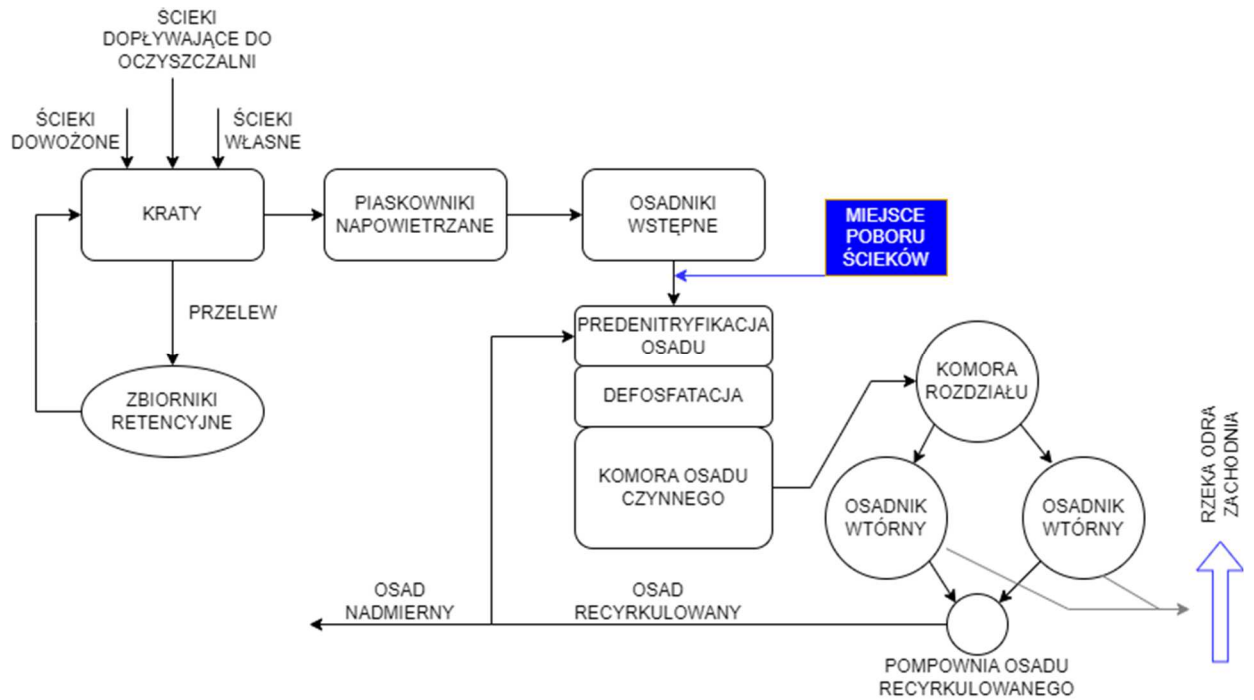 ŚCIEKI
DOPŁYWAJĄCE DO
OCZYSZCZALNI
ŚCIEKI
DOWOŻONE
ŚCIEKI
WŁASNE
KRATY
PIASKOWNIKI
NAPOWIETRZANE
OSADNIKI
WSTĘPNE
MIEJSCE
POBORU
ŚCIEKÓW
PRZELEW
ZBIORNIKI
RETENCYJNE
PREDENITRYFIKACJA
OSADU
DEFOSFATACJA
KOMORA OSADU
CZYNNEGO
KOMORA
ROZDZIAŁU
OSADNIK
WTÓRNY
OSADNIK
WTÓRNY
RZEKA ODRA
ZACHODNIA
OSAD
NADMIERNY
OSAD
RECYRKULOWANY
POMPOWNIA OSADU
RECYRKULOWANEGO